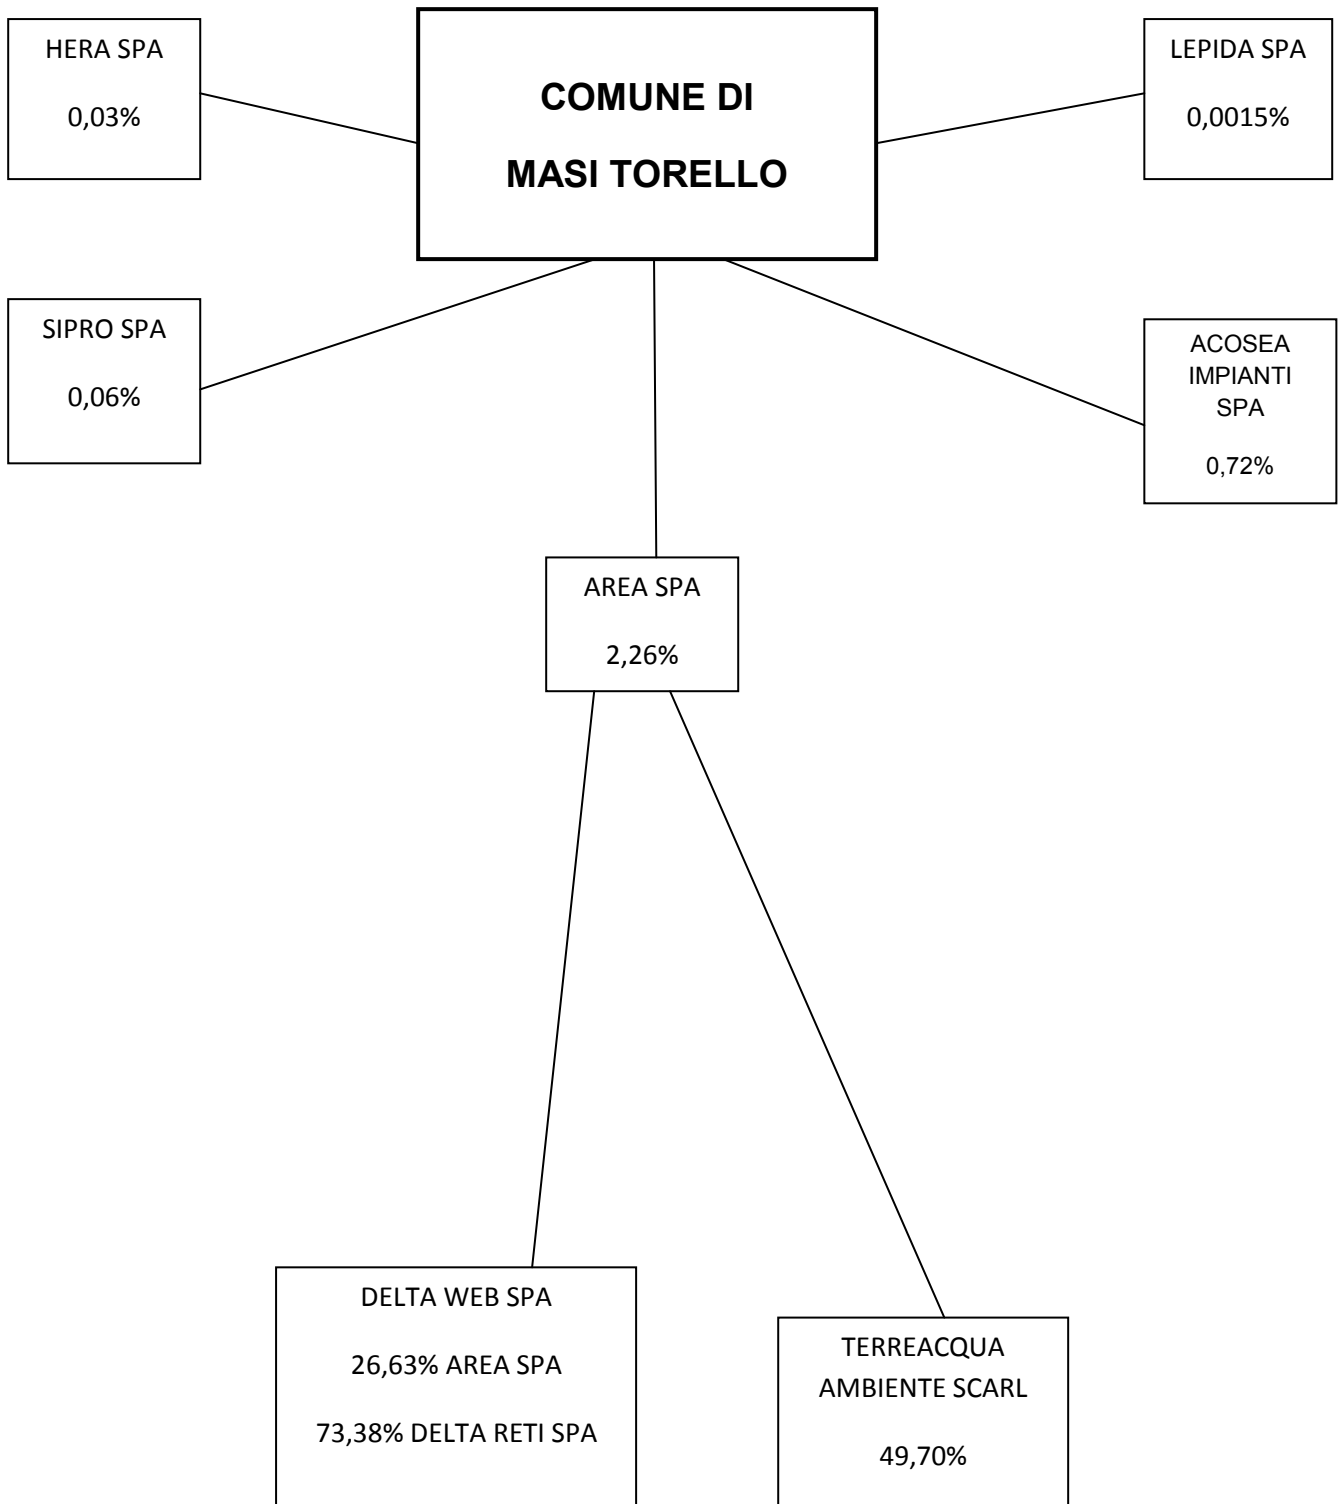 HERA SPA
0,03%
COMUNE DI
MASI TORELLO
LEPIDA SPA
0,0015%
SIPRO SPA
0,06%
ACOSEA
IMPIANTI
SPA
0,72%
AREA SPA
2,26%
DELTA WEB SPA
26,63% AREA SPA
73,38% DELTA RETI SPA
TERREACQUA
AMBIENTE SCARL
49,70%